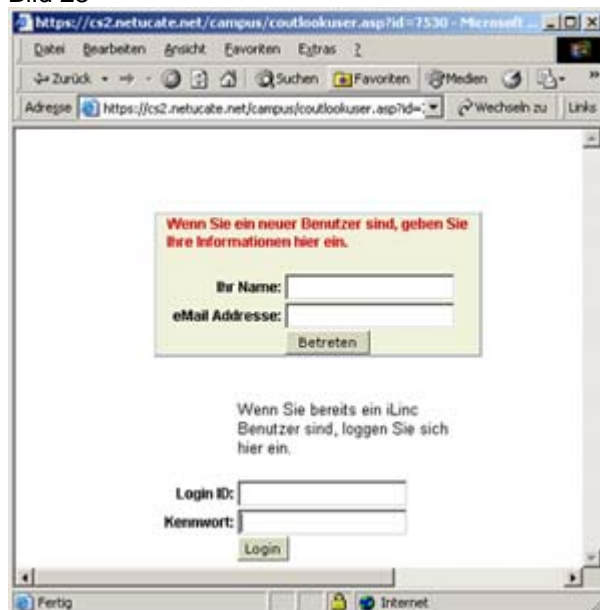 https://cs2.netucate.net/campus/coutlookuser.asp?id=7530 - Microsoft ...
Datei Bearbeiten Ansicht Favoriten Extras ?
Zurück Suchen Favoriten Medien »
Adresse https://cs2.netucate.net/campus/coutlookuser.asp?id= Wechseln zu Links
Wenn Sie ein neuer Benutzer sind, geben Sie
Ihre Informationen hier ein.
Ihr Name:
eMail Addresse:
Betreten
Wenn Sie bereits ein iLinc
Benutzer sind, loggen Sie sich
hier ein.
Login ID:
Kennwort:
Login
Fertig Internet